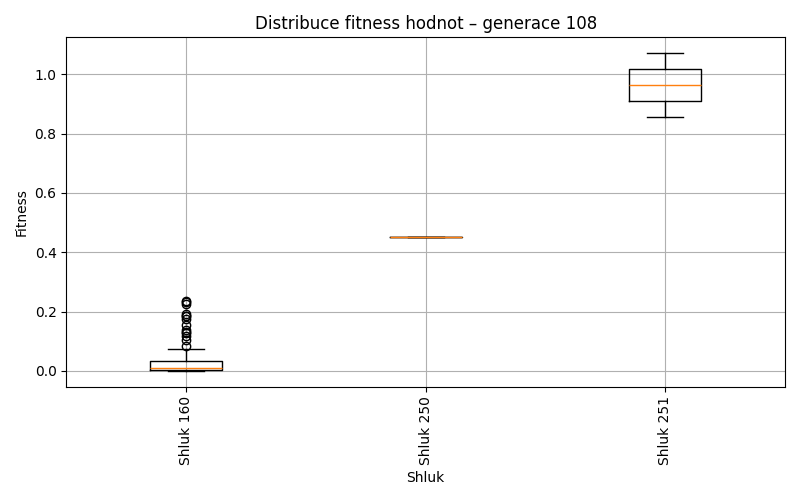 Distribuce fitness hodnot – generace 108
Fitness
1.0
0.8
0.6
0.4
0.2
0.0
Shluk 160
Shluk 250
Shluk 251
Shluk